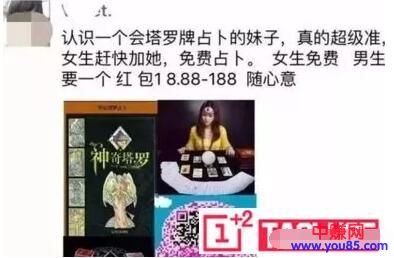 认识一个会塔罗牌占卜的妹子，真的超级准，
女生赶快加她，免费占卜。 女生免费 男生
要一个 红 包1 8.88-188 随心意
神奇塔罗
1+2
中赚网
www.you85.com